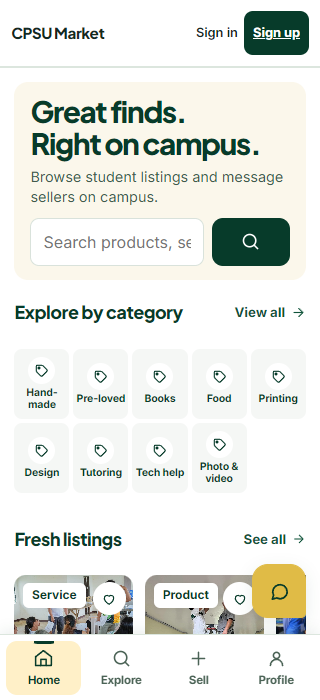 CPSU Market
Sign in
Sign up
Great finds.
Right on campus.
Browse student listings and message
sellers on campus.
Search products, se
Explore by category
View all →
Hand-
made
Pre-loved
Books
Food
Printing
Design
Tutoring
Tech help
Photo &
video
Fresh listings
See all →
Service
Product
Home
Explore
Sell
Profile